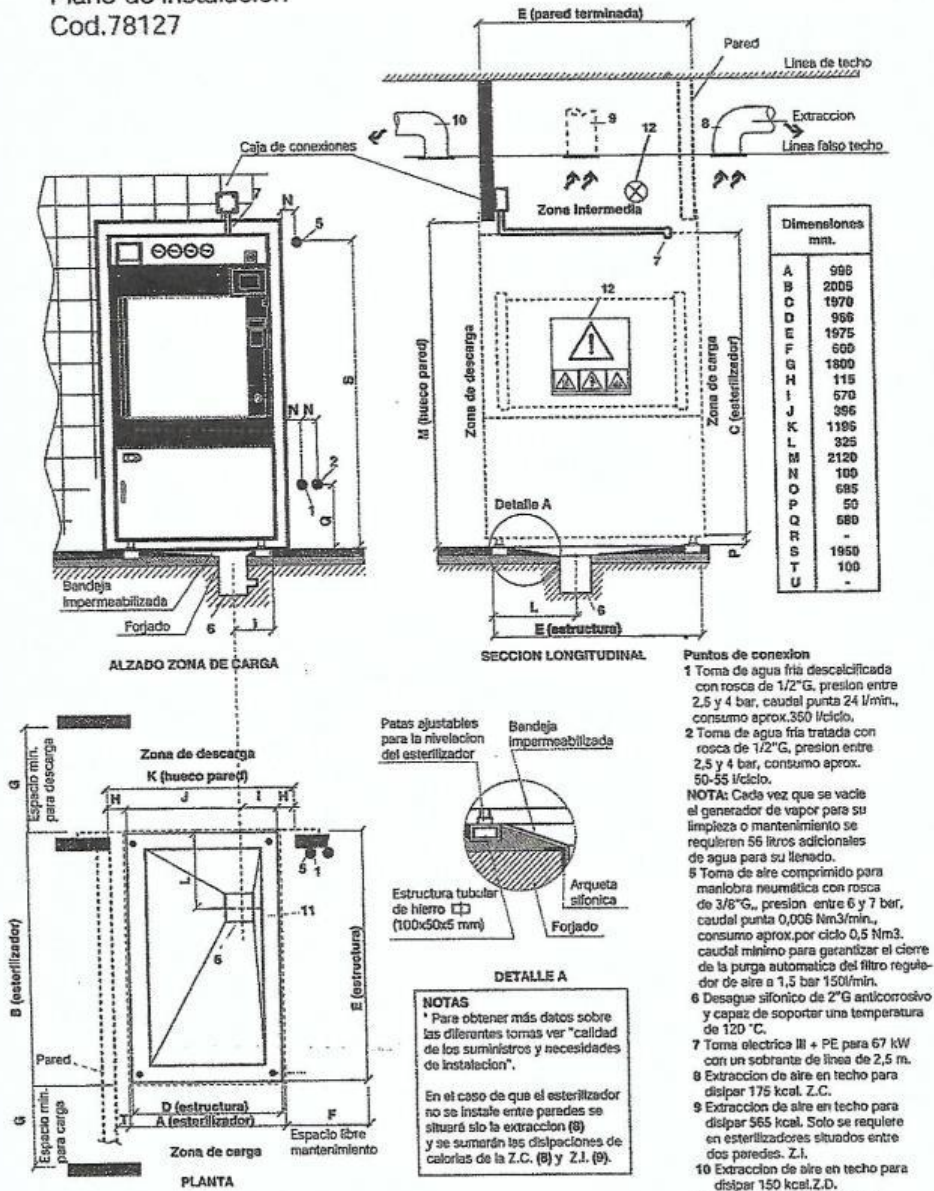 Plano de instalación
Cod.78127
E (pared terminada)
Pared
Linea de techo
10
9
12
8
Extraccion
Linea falso techo
Caja de conexiones
7
N
5
Zona Intermedia
7
12
M (hueco pared)
Zona de descarga
Zona de carga
C (esterilizador)
S
N N
2
1
Q
Detalle A
P
Bandeja
Impermeabilizada
Forjado
6
I
L
6
E (estructura)
ALZADO ZONA DE CARGA
SECCION LONGITUDINAL
Dimensiones
mm.
A 996
B 2005
C 1970
D 956
E 1975
F 600
G 1800
H 115
I 570
J 396
K 1196
L 325
M 2120
N 100
O 685
P 50
Q 580
R -
S 1950
T 100
U -
Puntos de conexion
1 Toma de agua fria descalcificada
con rosca de 1/2"G, presion entre
2,5 y 4 bar, caudal punta 24 l/min.,
consumo aprox.350 l/ciclo.
2 Toma de agua fria tratada con
rosca de 1/2"G, presion entre
2,5 y 4 bar, consumo aprox.
50-55 l/ciclo.
NOTA: Cada vez que se vacie
el generador de vapor para su
limpieza o mantenimiento se
requieren 56 litros adicionales
de agua para su llenado.
5 Toma de aire comprimido para
maniobra neumática con rosca
de 3/8"G., presion entre 6 y 7 bar,
caudal punta 0,006 Nm3/min.,
consumo aprox.por ciclo 0,5 Nm3.
caudal minimo para garantizar el cierre
de la purga automatica del filtro regula-
dor de aire a 1,5 bar 150l/min.
6 Desague sifonico de 2"G anticorrosivo
y capaz de soportar una temperatura
de 120 °C.
7 Toma electrica III + PE para 67 kW
con un sobrante de linea de 2,5 m.
8 Extraccion de aire en techo para
disipar 175 kcal. Z.C.
9 Extraccion de aire en techo para
disipar 565 kcal. Solo se requiere
en esterilizadores situados entre
dos paredes. Z.I.
10 Extraccion de aire en techo para
disipar 150 kcal.Z.D.
G
Espacio min.
para descarga
Zona de descarga
K (hueco pared)
H J I H
5 1
L
11
6
B (esterilizador)
E (estructura)
Pared
G
Espacio min.
para carga
D (estructura)
T A (esterilizador)
F
Espacio libre
mantenimiento
Zona de carga
PLANTA
Patas ajustables
para la nivelacion
del esterilizador
Bandeja
Impermeabilizada
Estructura tubular
de hierro
(100x50x5 mm)
Arqueta
sifonica
Forjado
DETALLE A
NOTAS
* Para obtener más datos sobre
las diferentes tomas ver "calidad
de los suministros y necesidades
de instalacion".
En el caso de que el esterilizador
no se instale entre paredes se
situará slo la extraccion (8)
y se sumarán las disipaciones de
calorias de la Z.C. (8) y Z.I. (9).